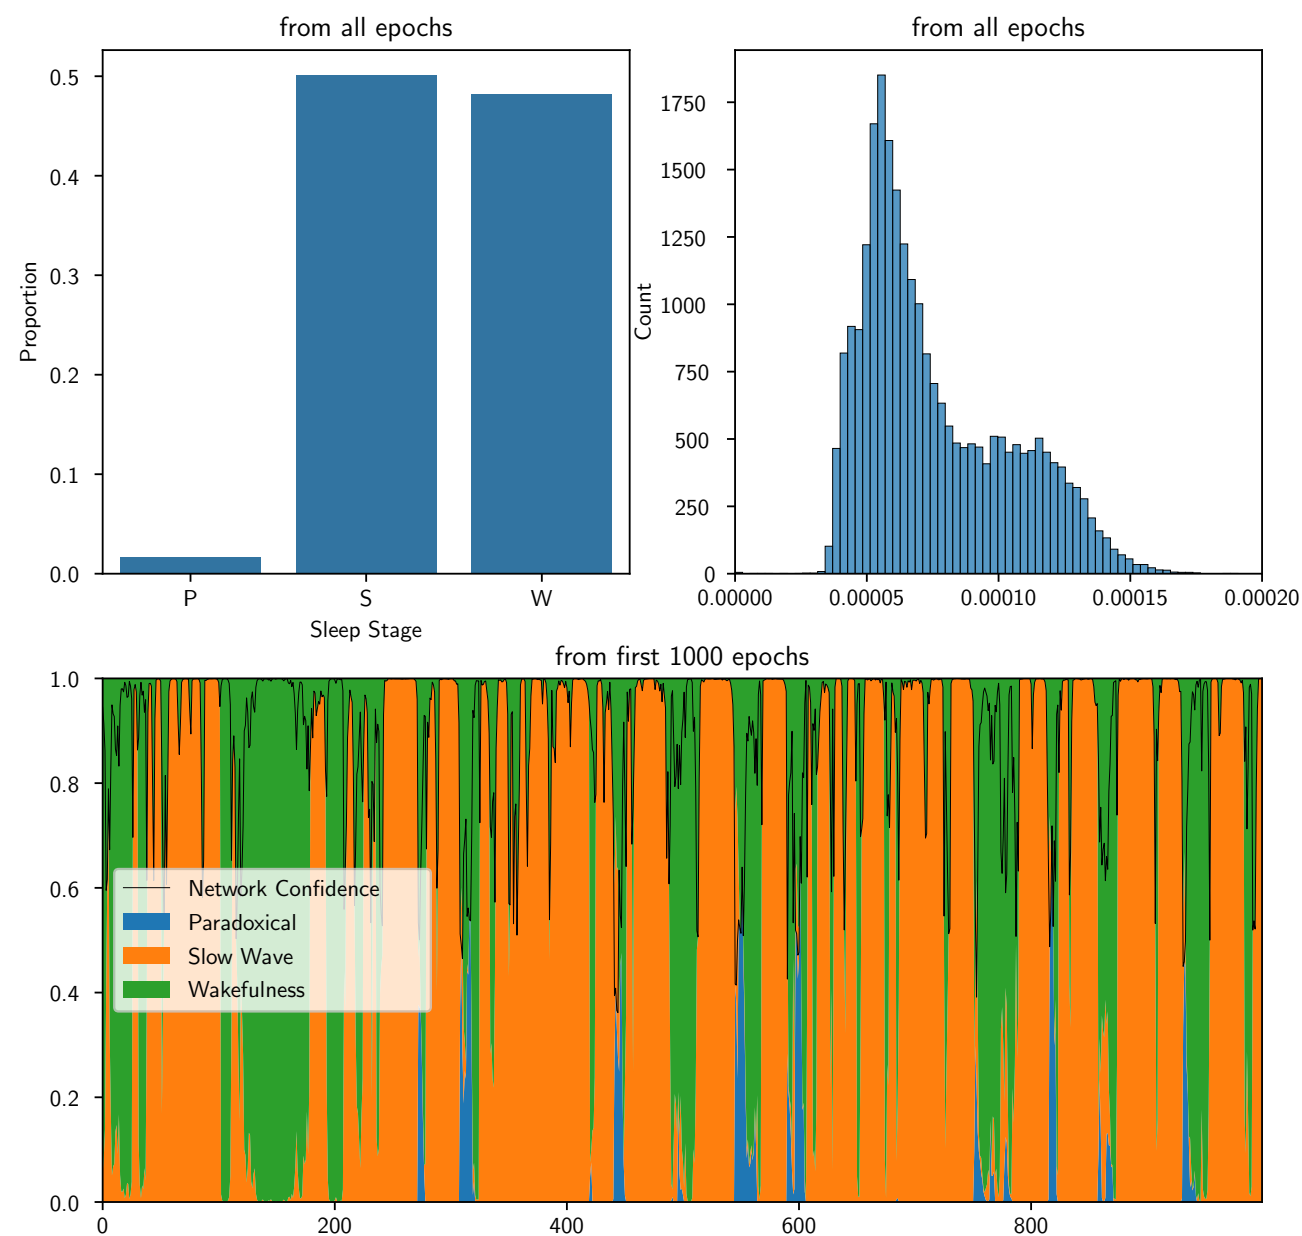 from all epochs
0.5
0.4
0.3
0.2
0.1
0.0
Proportion
P S W
Sleep Stage
from all epochs
1750
1500
1250
1000
750
500
250
0
Count
0.00000 0.00005 0.00010 0.00015 0.00020
from first 1000 epochs
1.0
0.8
0.6
0.4
0.2
0.0
Network Confidence
Paradoxical
Slow Wave
Wakefulness
0 200 400 600 800